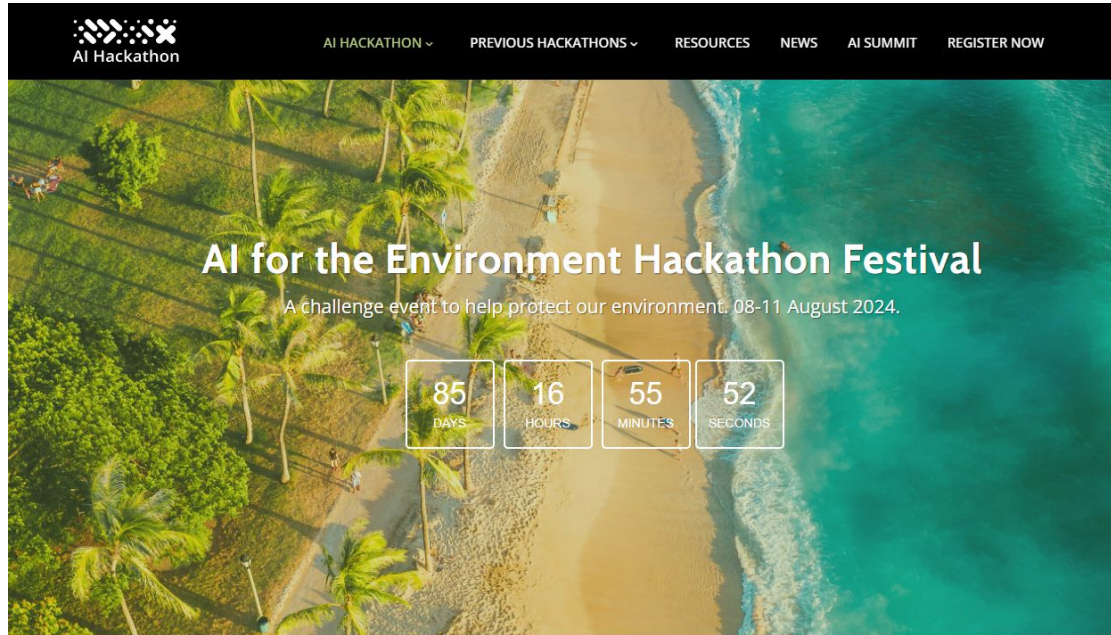 AI Hackathon
AI HACKATHON PREVIOUS HACKATHONS RESOURCES NEWS AI SUMMIT REGISTER NOW
AI for the Environment Hackathon Festival
A challenge event to help protect our environment. 08-11 August 2024.
85 16 55 52
DAYS HOURS MINUTES SECONDS